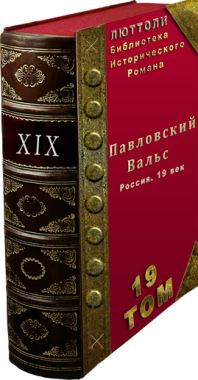 ЛЮТТОЛИ
Библиотека
Исторического
Романа
XIX
Павловский
Вальс
Россия. 19 век
19
ТОМ